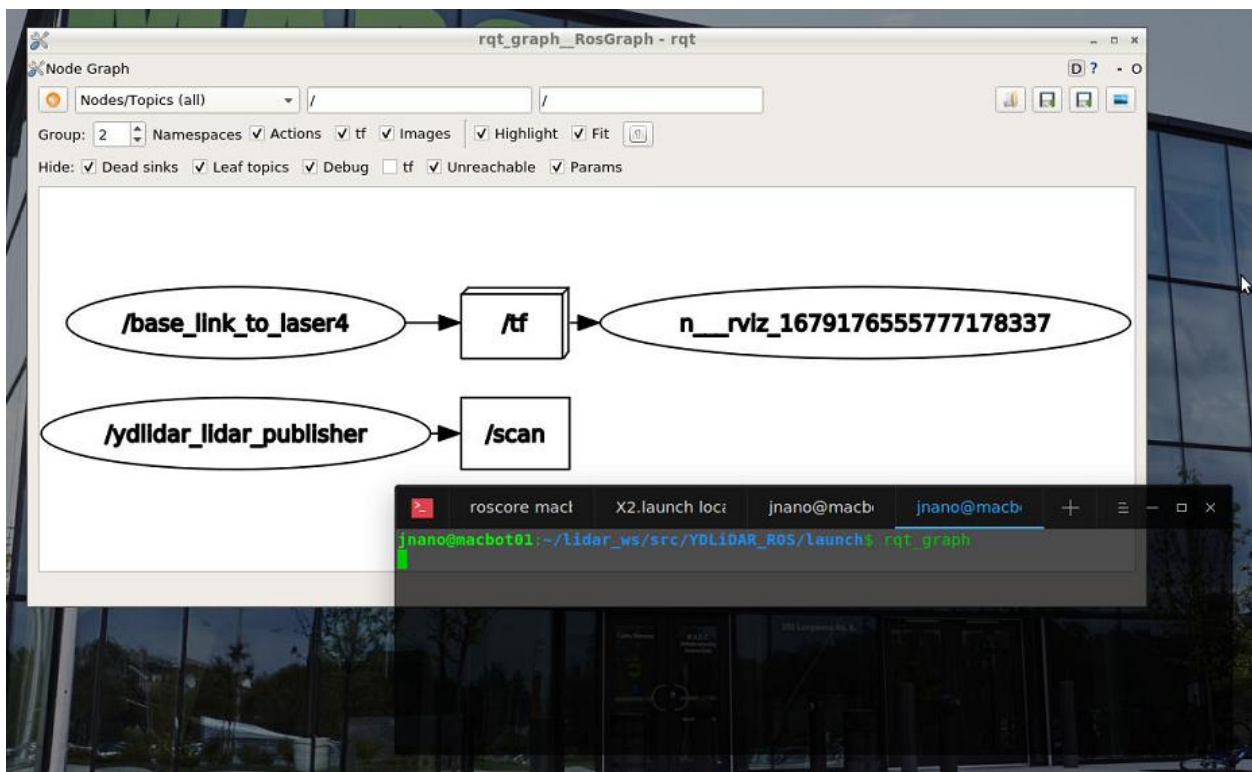 rqt_graph__RosGraph - rqt
Node Graph
D ? - O
Nodes/Topics (all) / /
Group: 2 Namespaces Actions tf Images Highlight Fit
Hide: Dead sinks Leaf topics Debug tf Unreachable Params
/base_link_to_laser4 /tf n___rviz_1679176555777178337
/ydlidar_lidar_publisher /scan
roscore macl X2.launch loca jnano@macb jnano@macb
jnano@macbot01:~/lidar_ws/src/YDLiDAR_ROS/launch$ rqt_graph